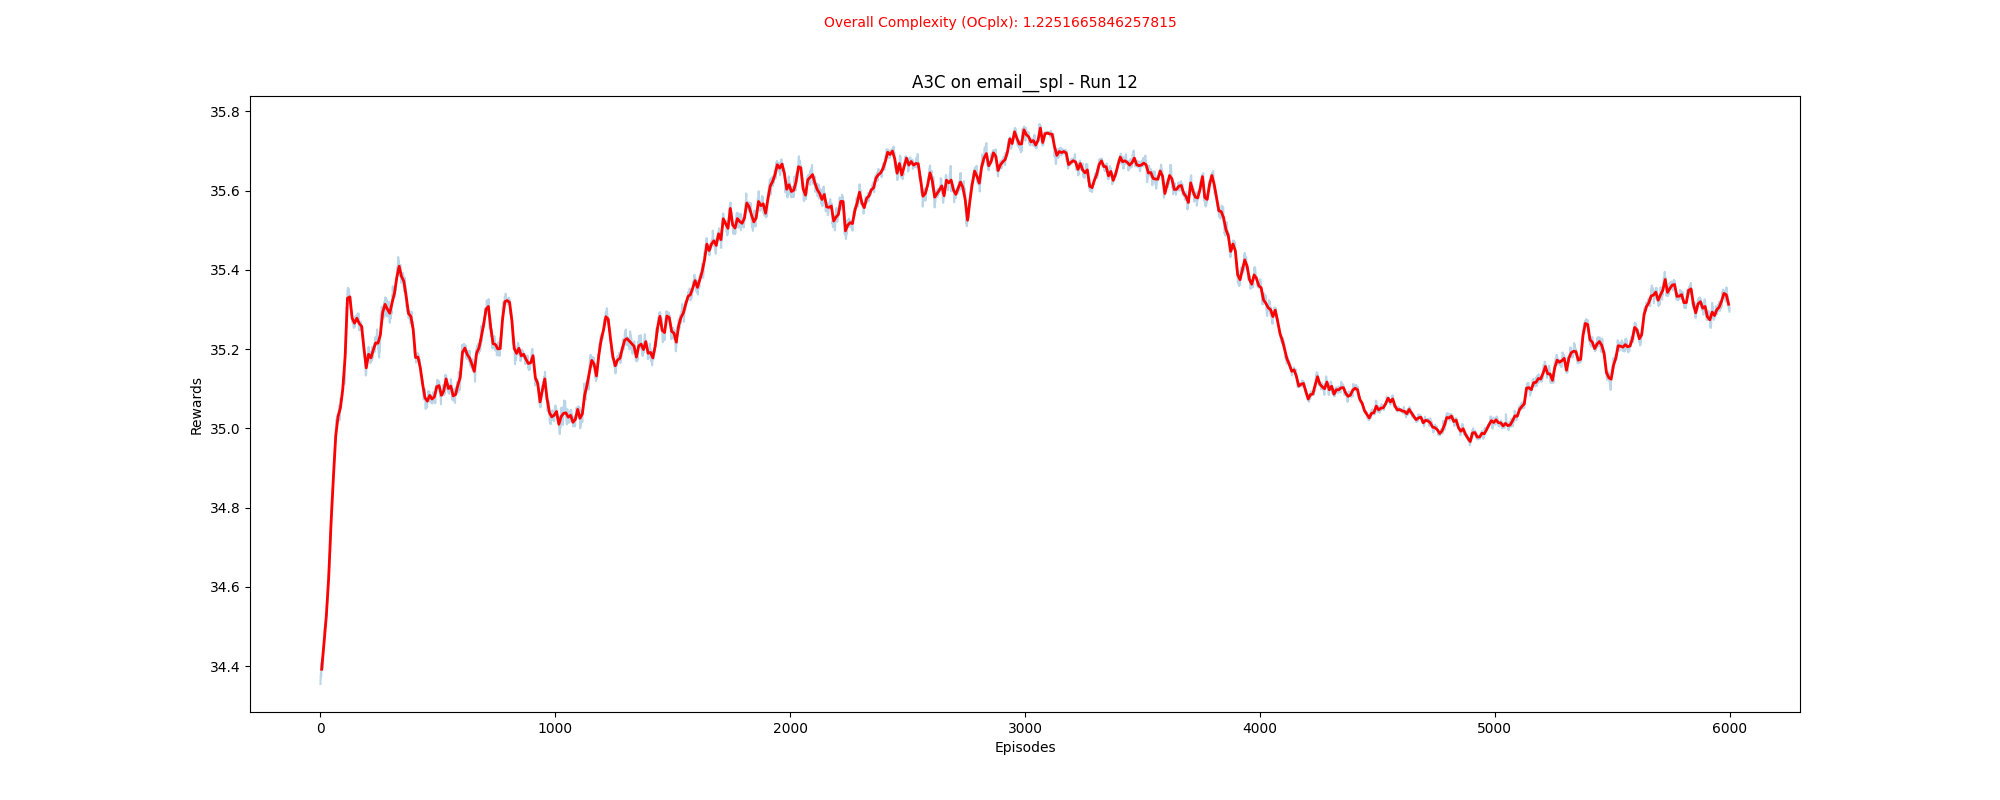 Overall Complexity (OCplx): 1.2251665846257815
A3C on email__spl - Run 12
35.8
35.6
35.4
35.2
35.0
34.8
34.6
34.4
Rewards
0 1000 2000 3000 4000 5000 6000
Episodes